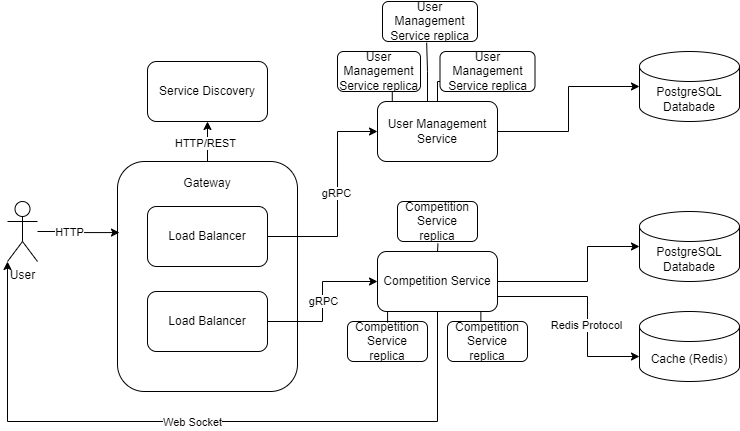 User
Management
Service replica
User
Management
Service replica
User
Management
Service replica
Service Discovery
PostgreSQL
Databade
User Management
Service
HTTP/REST
Gateway
gRPC
Load Balancer
HTTP
User
Competition
Service
replica
PostgreSQL
Databade
Competition Service
gRPC
Load Balancer
Competition
Service
replica
Competition
Service
replica
Redis Protocol
Cache (Redis)
Web Socket